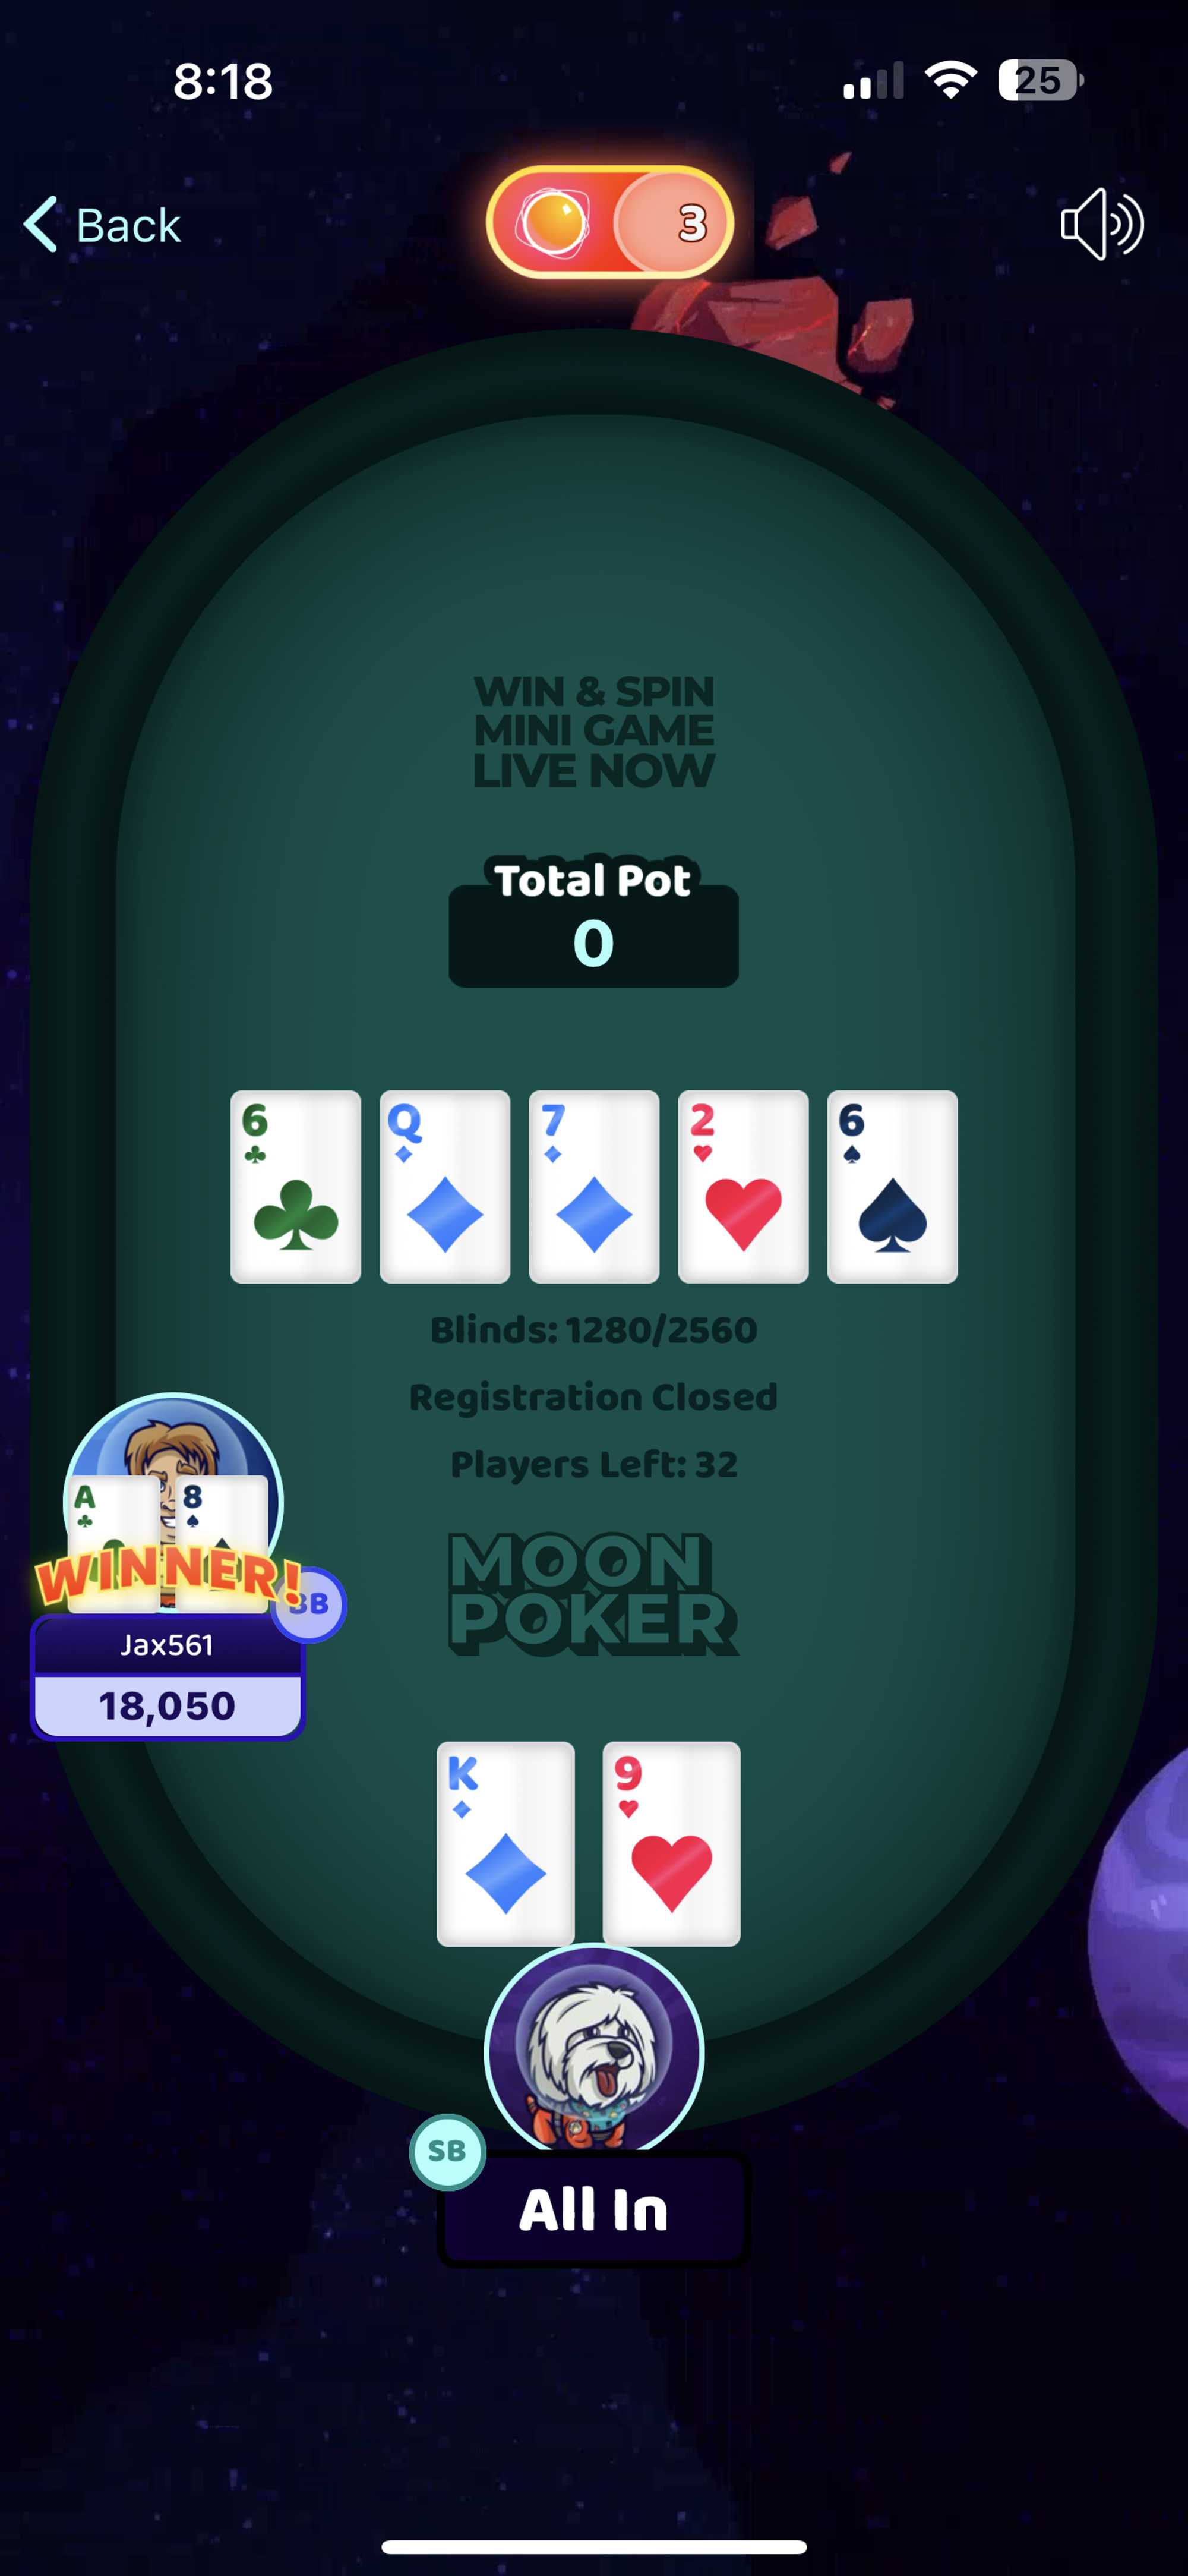 8:18
25
Back
3
WIN & SPIN
MINI GAME
LIVE NOW
Total Pot
0
6
Q
7
2
6
Blinds: 1280/2560
Registration Closed
Players Left: 32
A
8
WINNER!
BB
Jax561
18,050
MOON
POKER
K
9
SB
All In